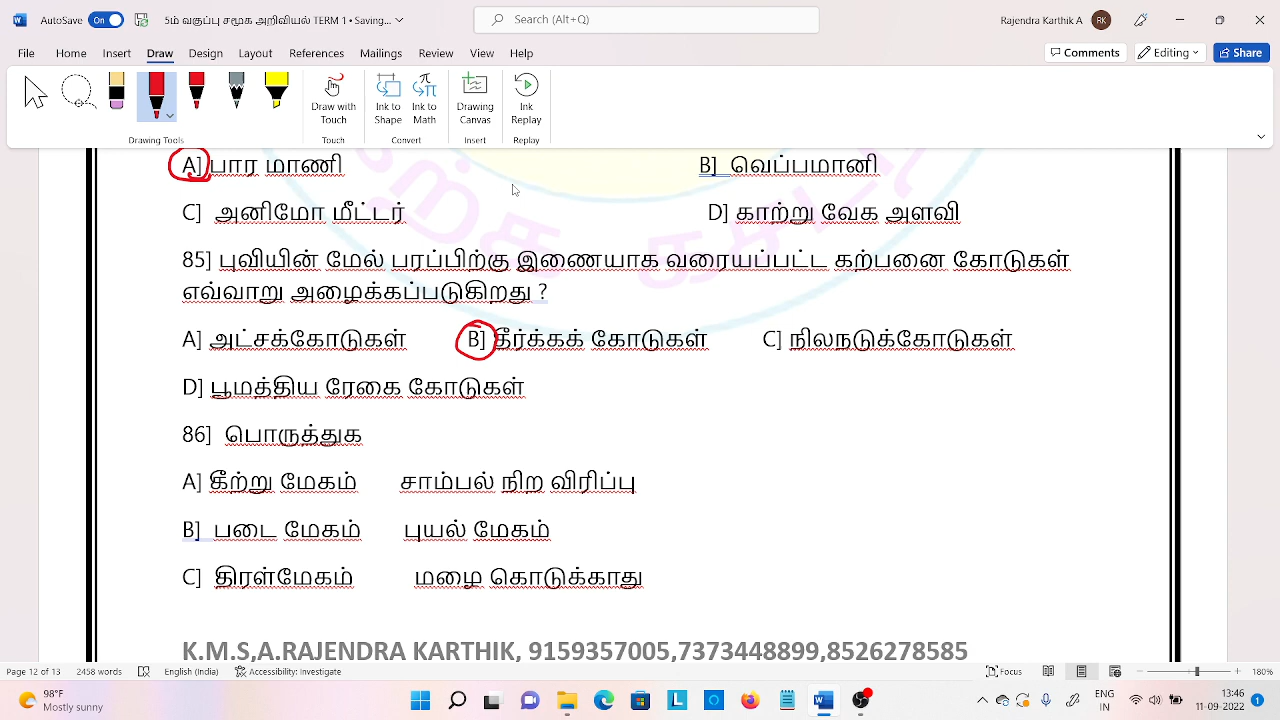 AutoSave On 5ம் வகுப்பு சமூக அறிவியல் TERM 1 • Saving... Search (Alt+Q) Rajendra Karthik A RK
File Home Insert Draw Design Layout References Mailings Review View Help Comments Editing Share
Draw with Touch Ink to Shape Ink to Math Drawing Canvas Ink Replay
Drawing Tools Touch Convert Insert Replay
A] பார மாணி B] வெப்பமானி
C] அனிமோ மீட்டர் D] காற்று வேக அளவி
85] புவியின் மேல் பரப்பிற்கு இணையாக வரையப்பட்ட கற்பனை கோடுகள்
எவ்வாறு அழைக்கப்படுகிறது ?
A] அட்சக்கோடுகள் B] தீர்க்கக் கோடுகள் C] நிலநடுக்கோடுகள்
D] பூமத்திய ரேகை கோடுகள்
86] பொருத்துக
A] கீற்று மேகம் சாம்பல் நிற விரிப்பு
B] படை மேகம் புயல் மேகம்
C] திரள்மேகம் மழை கொடுக்காது
K.M.S,A.RAJENDRA KARTHIK, 9159357005,7373448899,8526278585
Page 12 of 13 2458 words English (India) Accessibility: Investigate Focus 180%
98°F ENG 13:46
Mostly sunny IN 11-09-2022 1